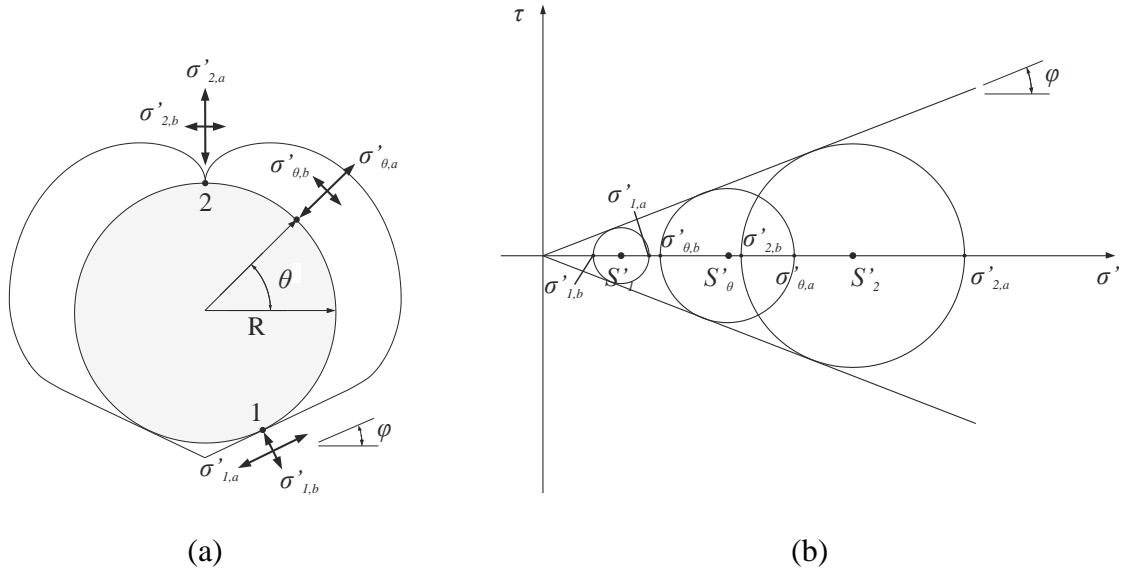 σ'2,a
σ'2,b
σ'θ,a
σ'θ,b
2
θ
R
1
φ
σ'1,a
σ'1,b
(a)
τ
φ
σ'1,a
σ'θ,b
σ'2,b
σ'1,b
S'1
S'θ
σ'θ,a
S'2
σ'2,a
σ'
(b)